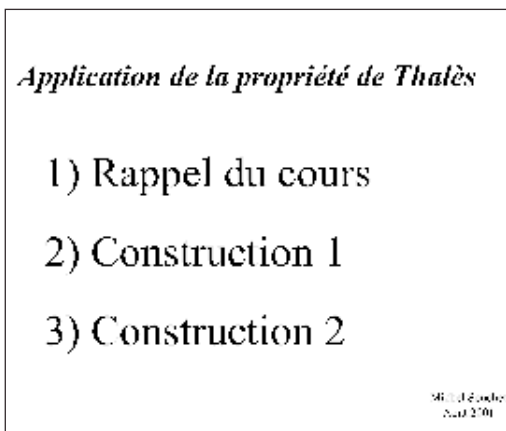 Application de la propriété de Thalès
1) Rappel du cours
2) Construction 1
3) Construction 2